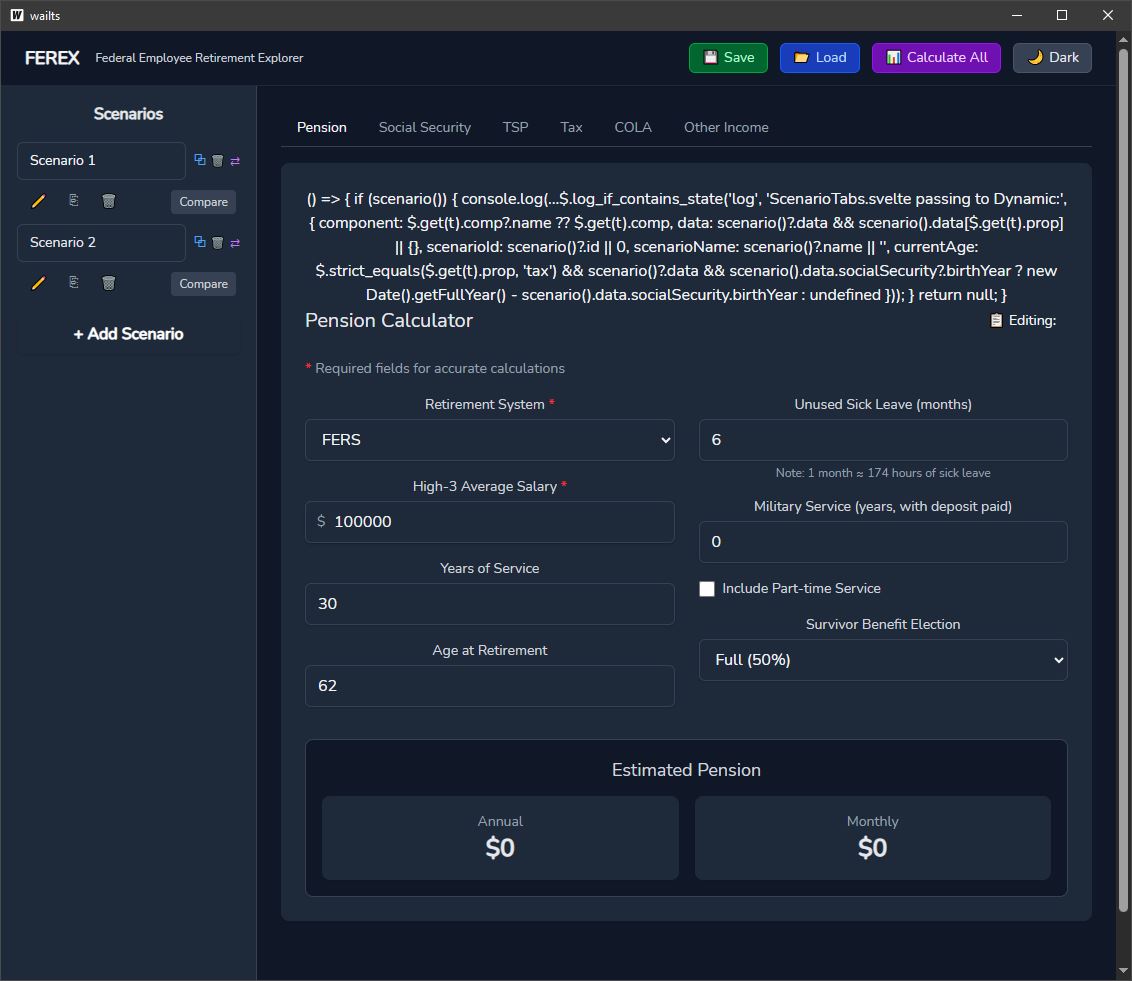 wailts
FEREX Federal Employee Retirement Explorer
Save Load Calculate All Dark
Scenarios
Scenario 1
Compare
Scenario 2
Compare
+ Add Scenario
Pension Social Security TSP Tax COLA Other Income
() => { if (scenario()) { console.log(...$.log_if_contains_state('log', 'ScenarioTabs.svelte passing to Dynamic:',
{ component: $.get(t).comp?.name ?? $.get(t).comp, data: scenario()?.data && scenario().data[$.get(t).prop]
|| {}, scenarioId: scenario()?.id || 0, scenarioName: scenario()?.name || '', currentAge:
$.strict_equals($.get(t).prop, 'tax') && scenario()?.data && scenario().data.socialSecurity?.birthYear ? new
Date().getFullYear() - scenario().data.socialSecurity.birthYear : undefined })); } return null; }
Pension Calculator
Editing:
* Required fields for accurate calculations
Retirement System *
FERS
High-3 Average Salary *
$ 100000
Years of Service
30
Age at Retirement
62
Unused Sick Leave (months)
6
Note: 1 month ≈ 174 hours of sick leave
Military Service (years, with deposit paid)
0
Include Part-time Service
Survivor Benefit Election
Full (50%)
Estimated Pension
Annual
$0
Monthly
$0